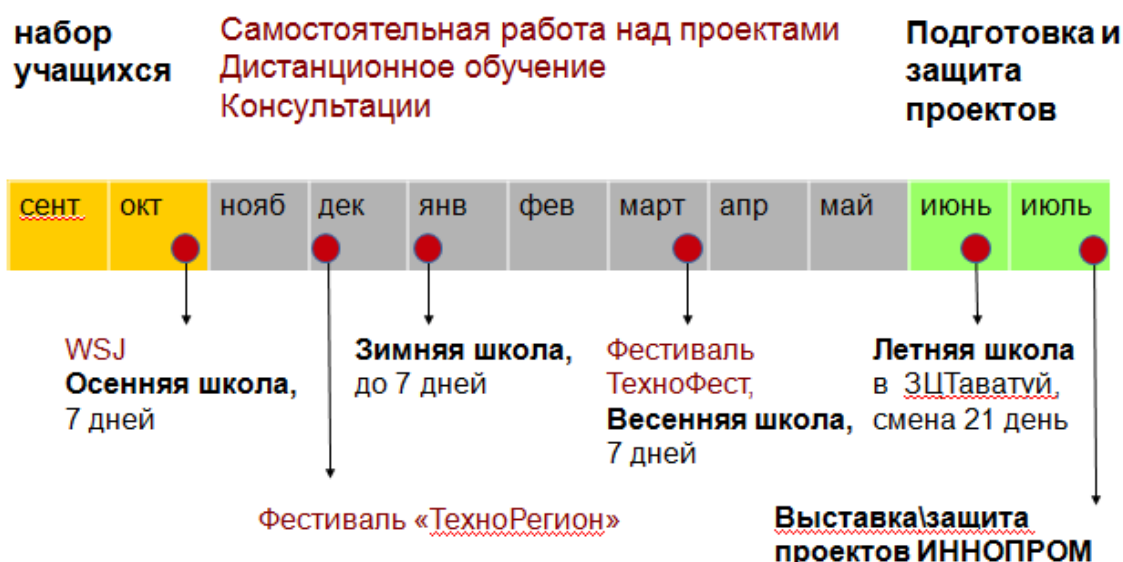 набор
учащихся
Самостоятельная работа над проектами
Дистанционное обучение
Консультации
Подготовка и
защита
проектов
сент окт нояб дек янв фев март апр май июнь июль
WSJ
Осенняя школа,
7 дней
Зимняя школа,
до 7 дней
Фестиваль
ТехноФест,
Весенняя школа,
7 дней
Летняя школа
в ЗЦТаватуй,
смена 21 день
Фестиваль «ТехноРегион»
Выставка\защита
проектов ИННОПРОМ